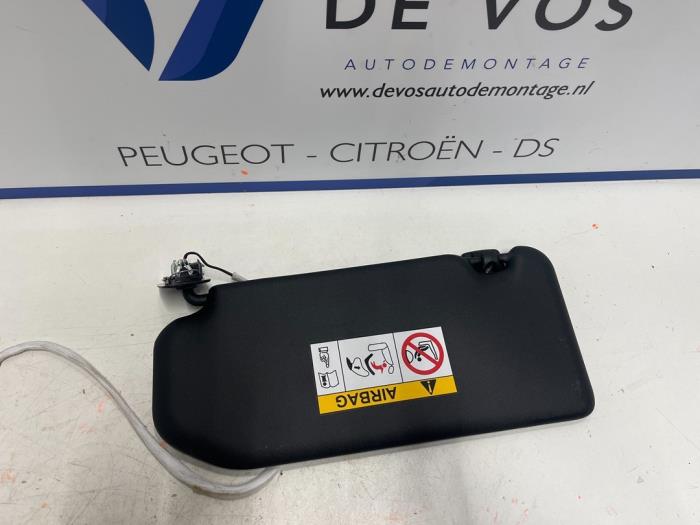 DE VOS
AUTODEMONTAGE
www.devosautodemontage.nl
PEUGEOT - CITROËN - DS
AIRBAG